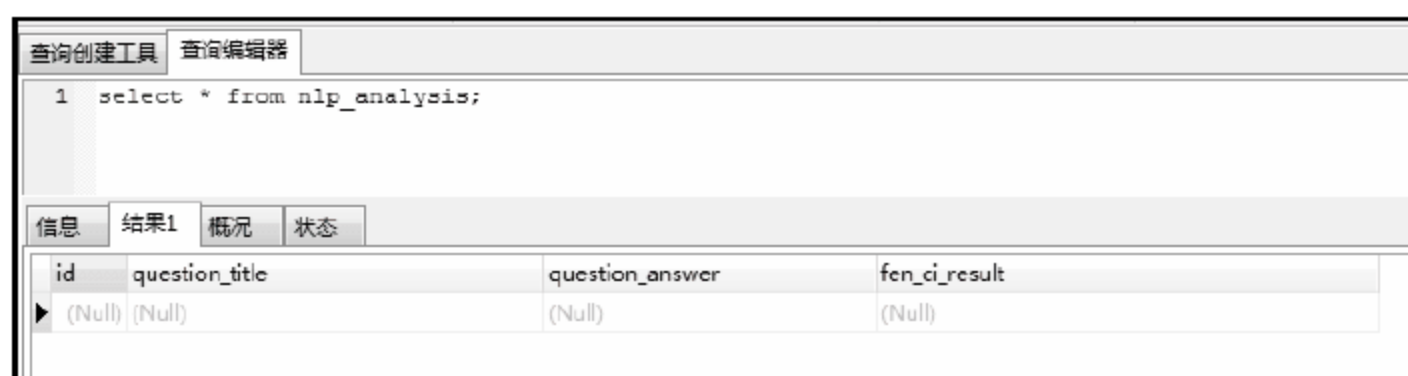 查询创建工具 查询编辑器
1 select * from nlp_analysis;
信息 结果1 概况 状态
id question_title question_answer fen_ci_result
(Null) (Null) (Null) (Null)